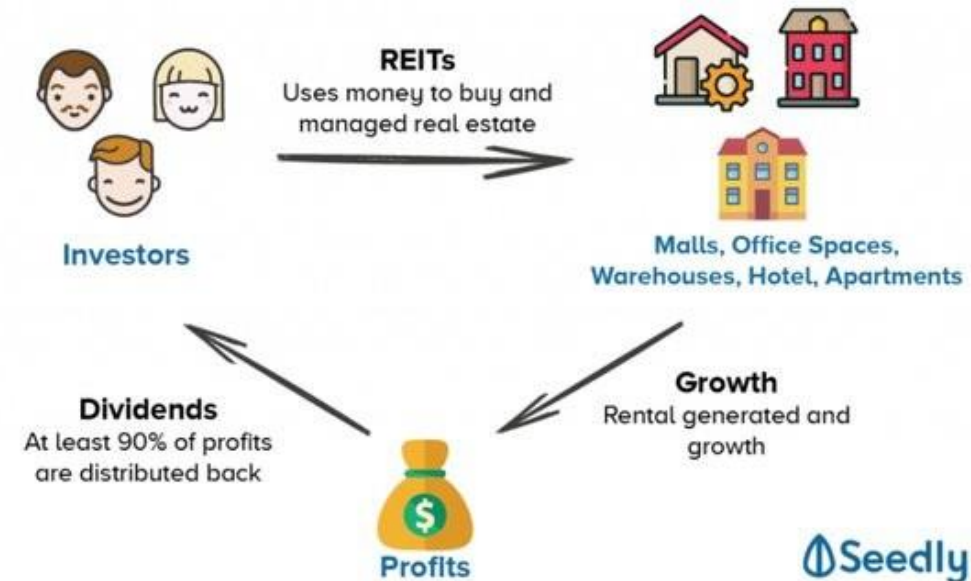 REITs
Uses money to buy and
managed real estate
Investors
Malls, Office Spaces,
Warehouses, Hotel, Apartments
Growth
Rental generated and
growth
Dividends
At least 90% of profits
are distributed back
$
Profits
Seedly